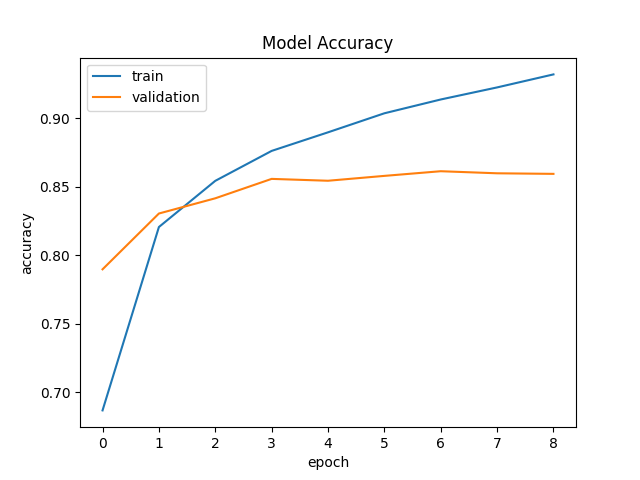 Model Accuracy
train
validation
accuracy
0.90
0.85
0.80
0.75
0.70
0 1 2 3 4 5 6 7 8
epoch